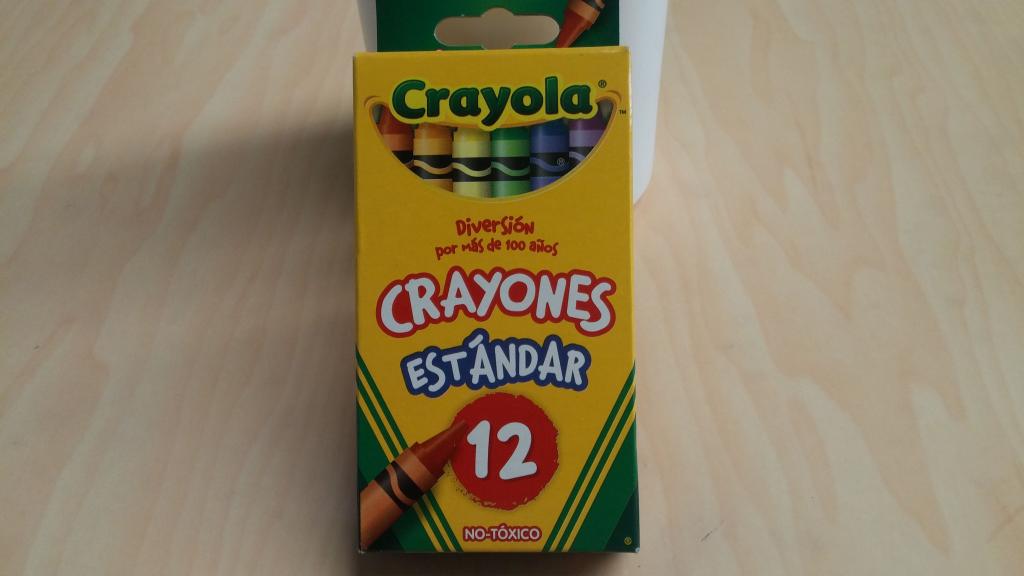 Crayola
Diversión
por más de 100 años
CRAYONES
ESTÁNDAR
12
NO-TÓXICO